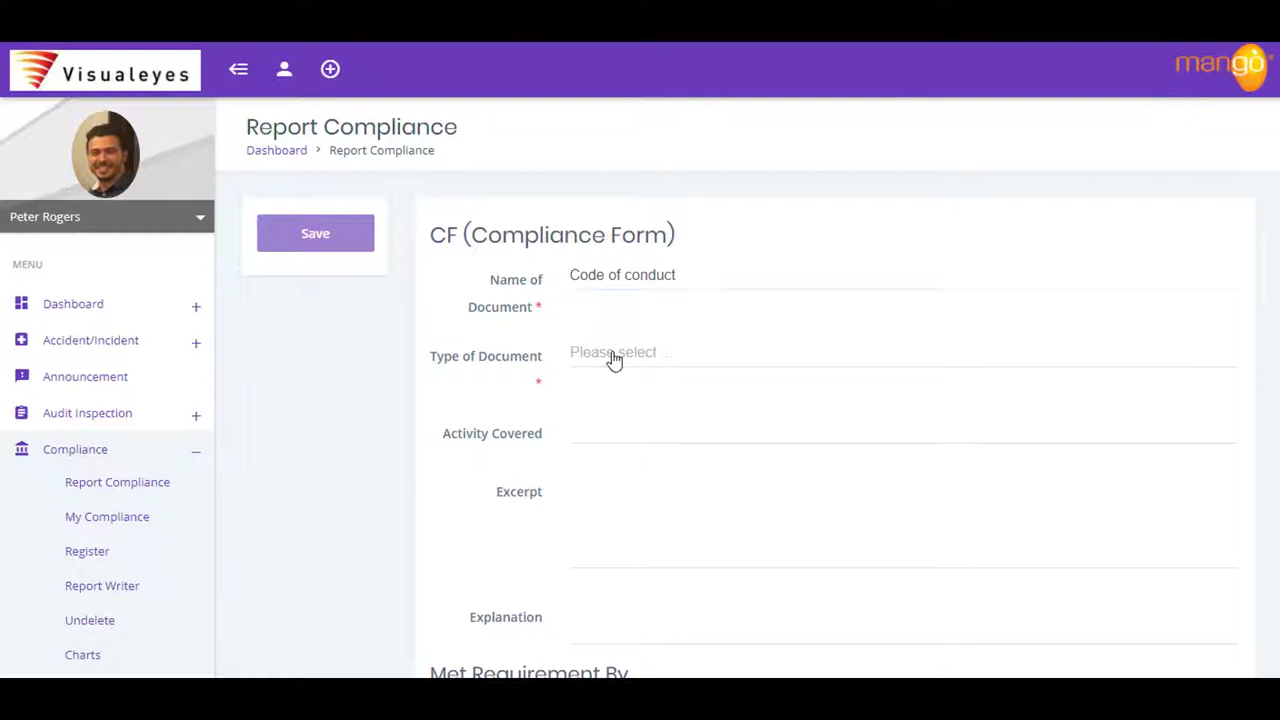 Visualeyes
mango
Report Compliance
Dashboard > Report Compliance
Peter Rogers
MENU
Dashboard
Accident/Incident
Announcement
Audit Inspection
Compliance
Report Compliance
My Compliance
Register
Report Writer
Undelete
Charts
Save
CF (Compliance Form)
Name of
Document *
Code of conduct
Type of Document
*
Please select ...
Activity Covered
Excerpt
Explanation
Met Requirement By